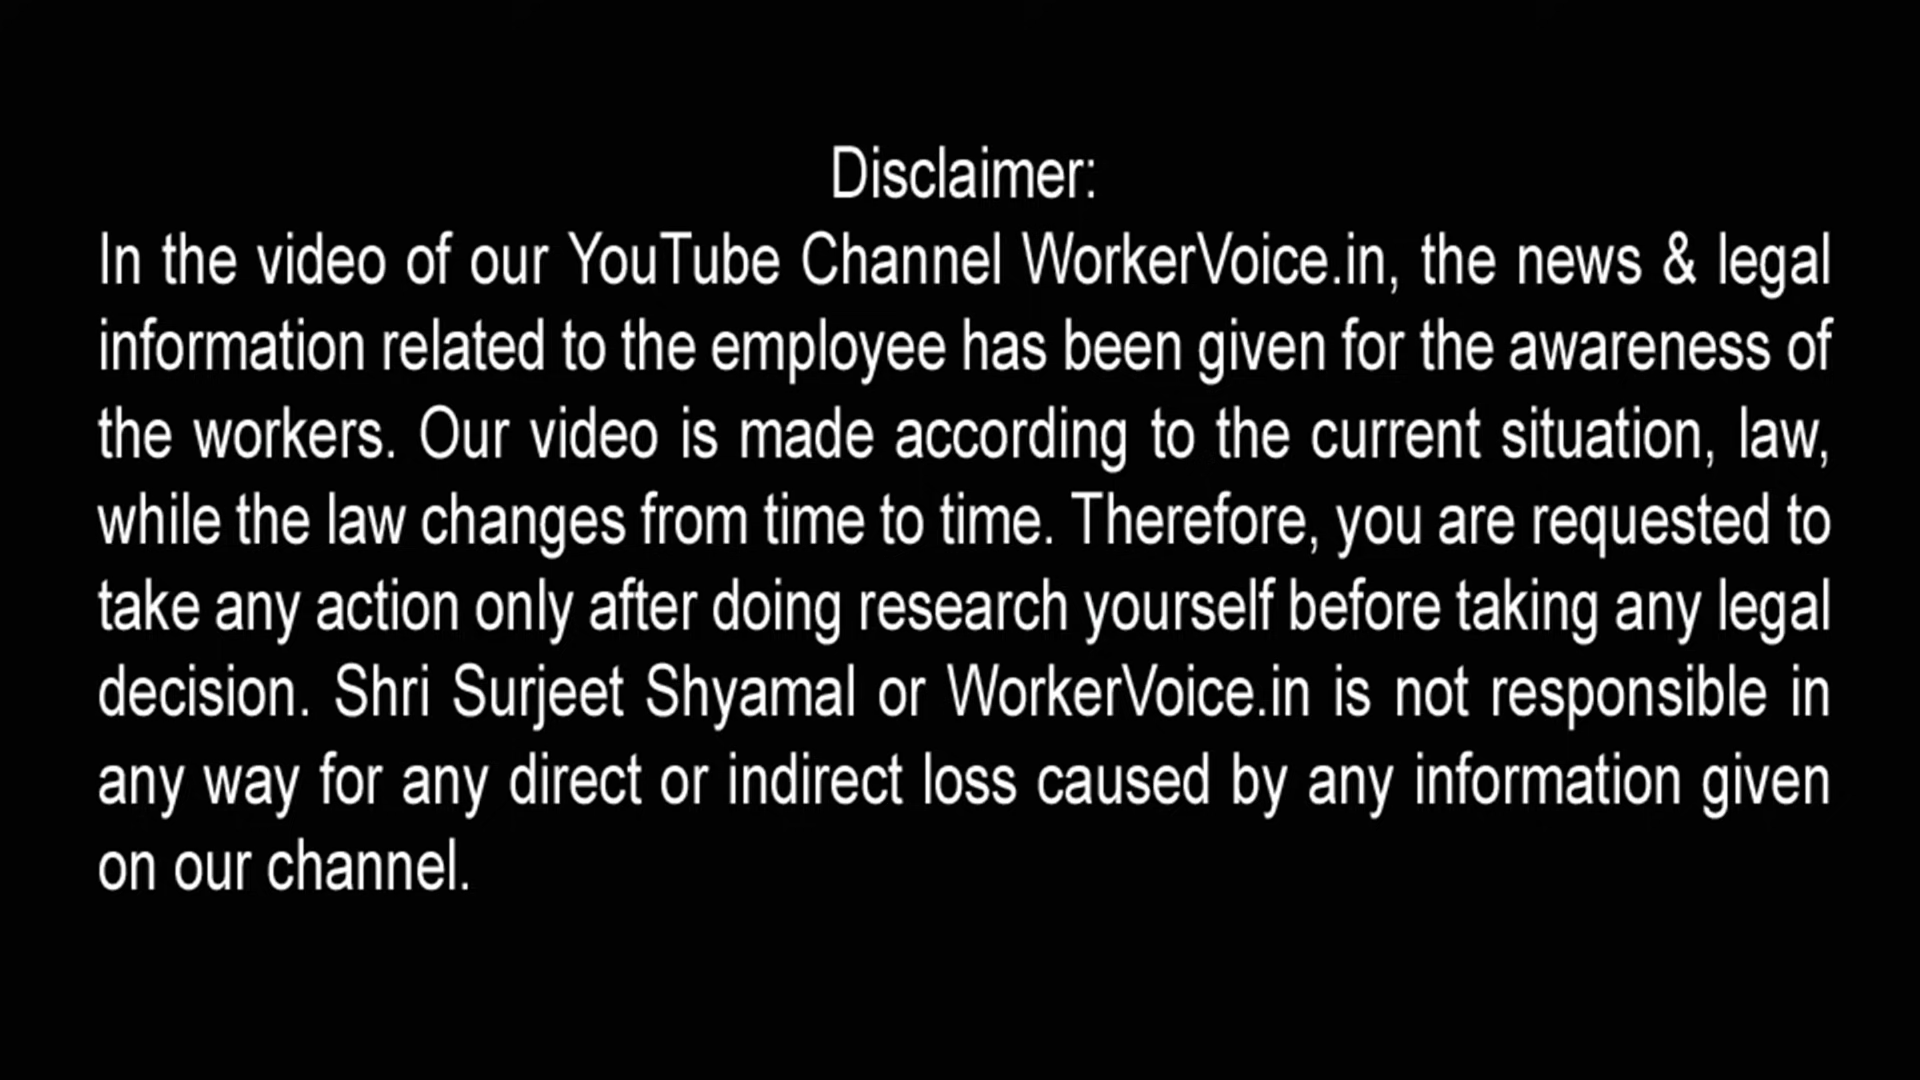 Disclaimer:
In the video of our YouTube Channel WorkerVoice.in, the news & legal
information related to the employee has been given for the awareness of
the workers. Our video is made according to the current situation, law,
while the law changes from time to time. Therefore, you are requested to
take any action only after doing research yourself before taking any legal
decision. Shri Surjeet Shyamal or WorkerVoice.in is not responsible in
any way for any direct or indirect loss caused by any information given
on our channel.